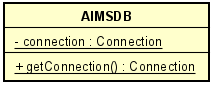 AIMSDB
- connection : Connection
+ getConnection() : Connection